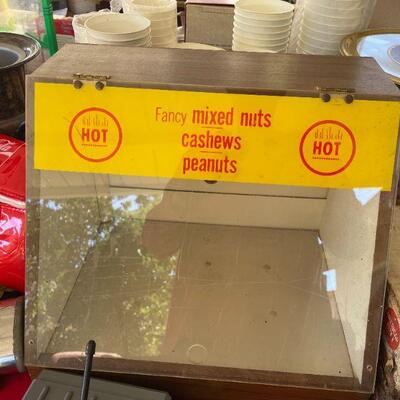 HOT
Fancy mixed nuts
cashews
peanuts
HOT